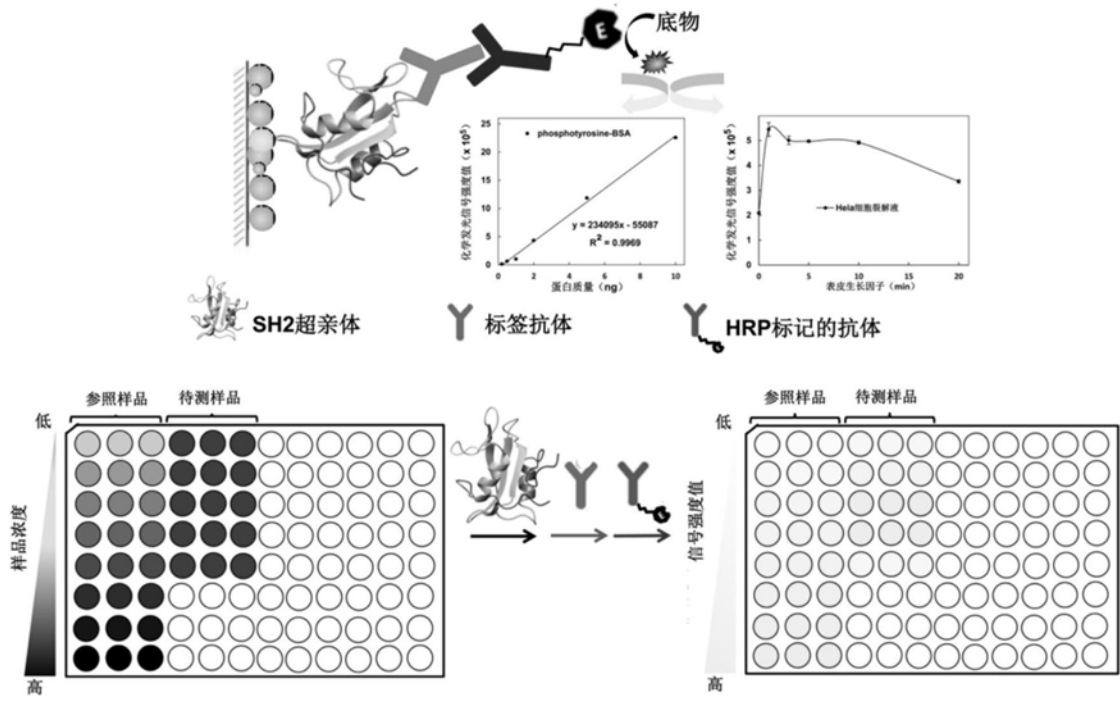 E
底物
化学发光信号强度值（x 10⁵）
25
20
15
10
5
0
phosphotyrosine-BSA
y = 234095x - 55087
R² = 0.9969
0 2 4 6 8 10
蛋白质量（ng）
化学发光信号强度值（x 10⁵）
5
4
3
2
1
0
Hela细胞裂解液
0 5 10 15 20
表皮生长因子（min）
SH2超亲体
标签抗体
HRP标记的抗体
参照样品
待测样品
低
样品浓度
高
参照样品
待测样品
低
信号强度值
高